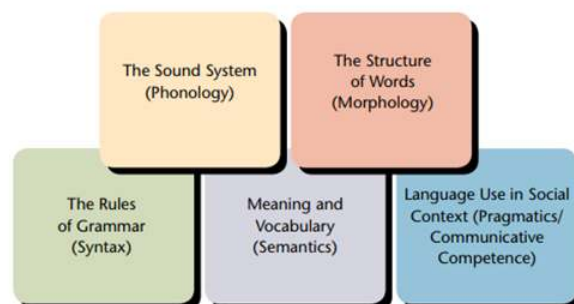 The Sound System
(Phonology)
The Structure
of Words
(Morphology)
The Rules
of Grammar
(Syntax)
Meaning and
Vocabulary
(Semantics)
Language Use in Social
Context (Pragmatics/
Communicative
Competence)